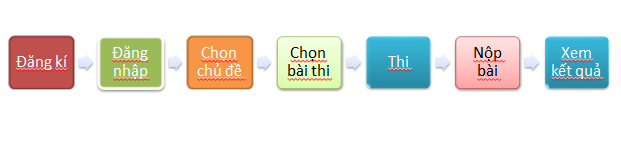 Đăng kí
Đăng
nhập
Chọn
chủ đề
Chọn
bài thi
Thi
Nộp
bài
Xem
kết quả